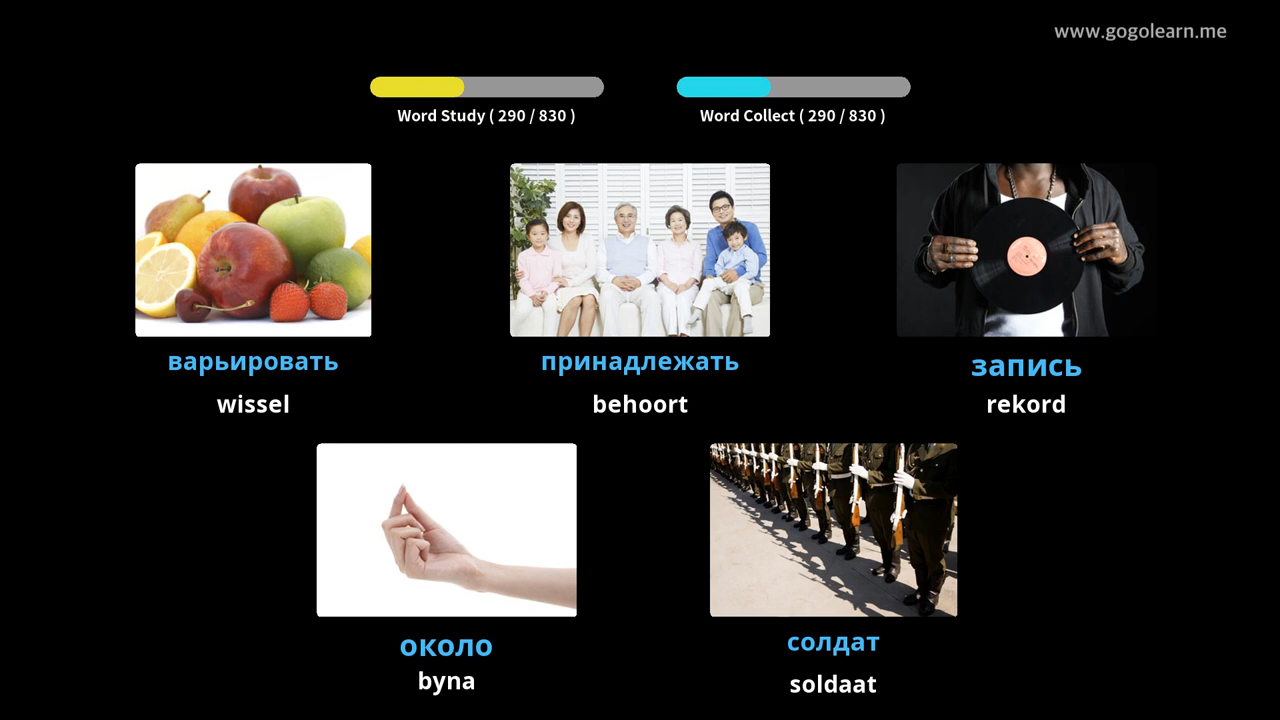 www.gogolearn.me
Word Study ( 290 / 830 )
Word Collect ( 290 / 830 )
варьировать
wissel
принадлежать
behoort
запись
rekord
около
byna
солдат
soldaat